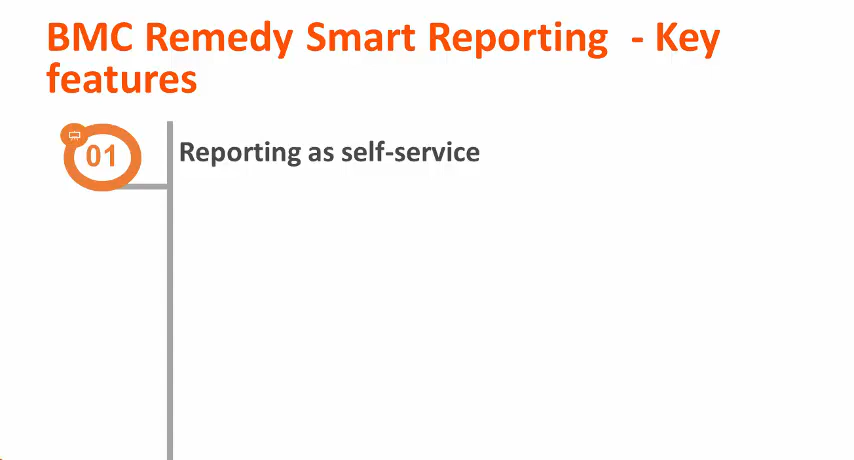 BMC Remedy Smart Reporting  - Key
features
01
Reporting as self-service